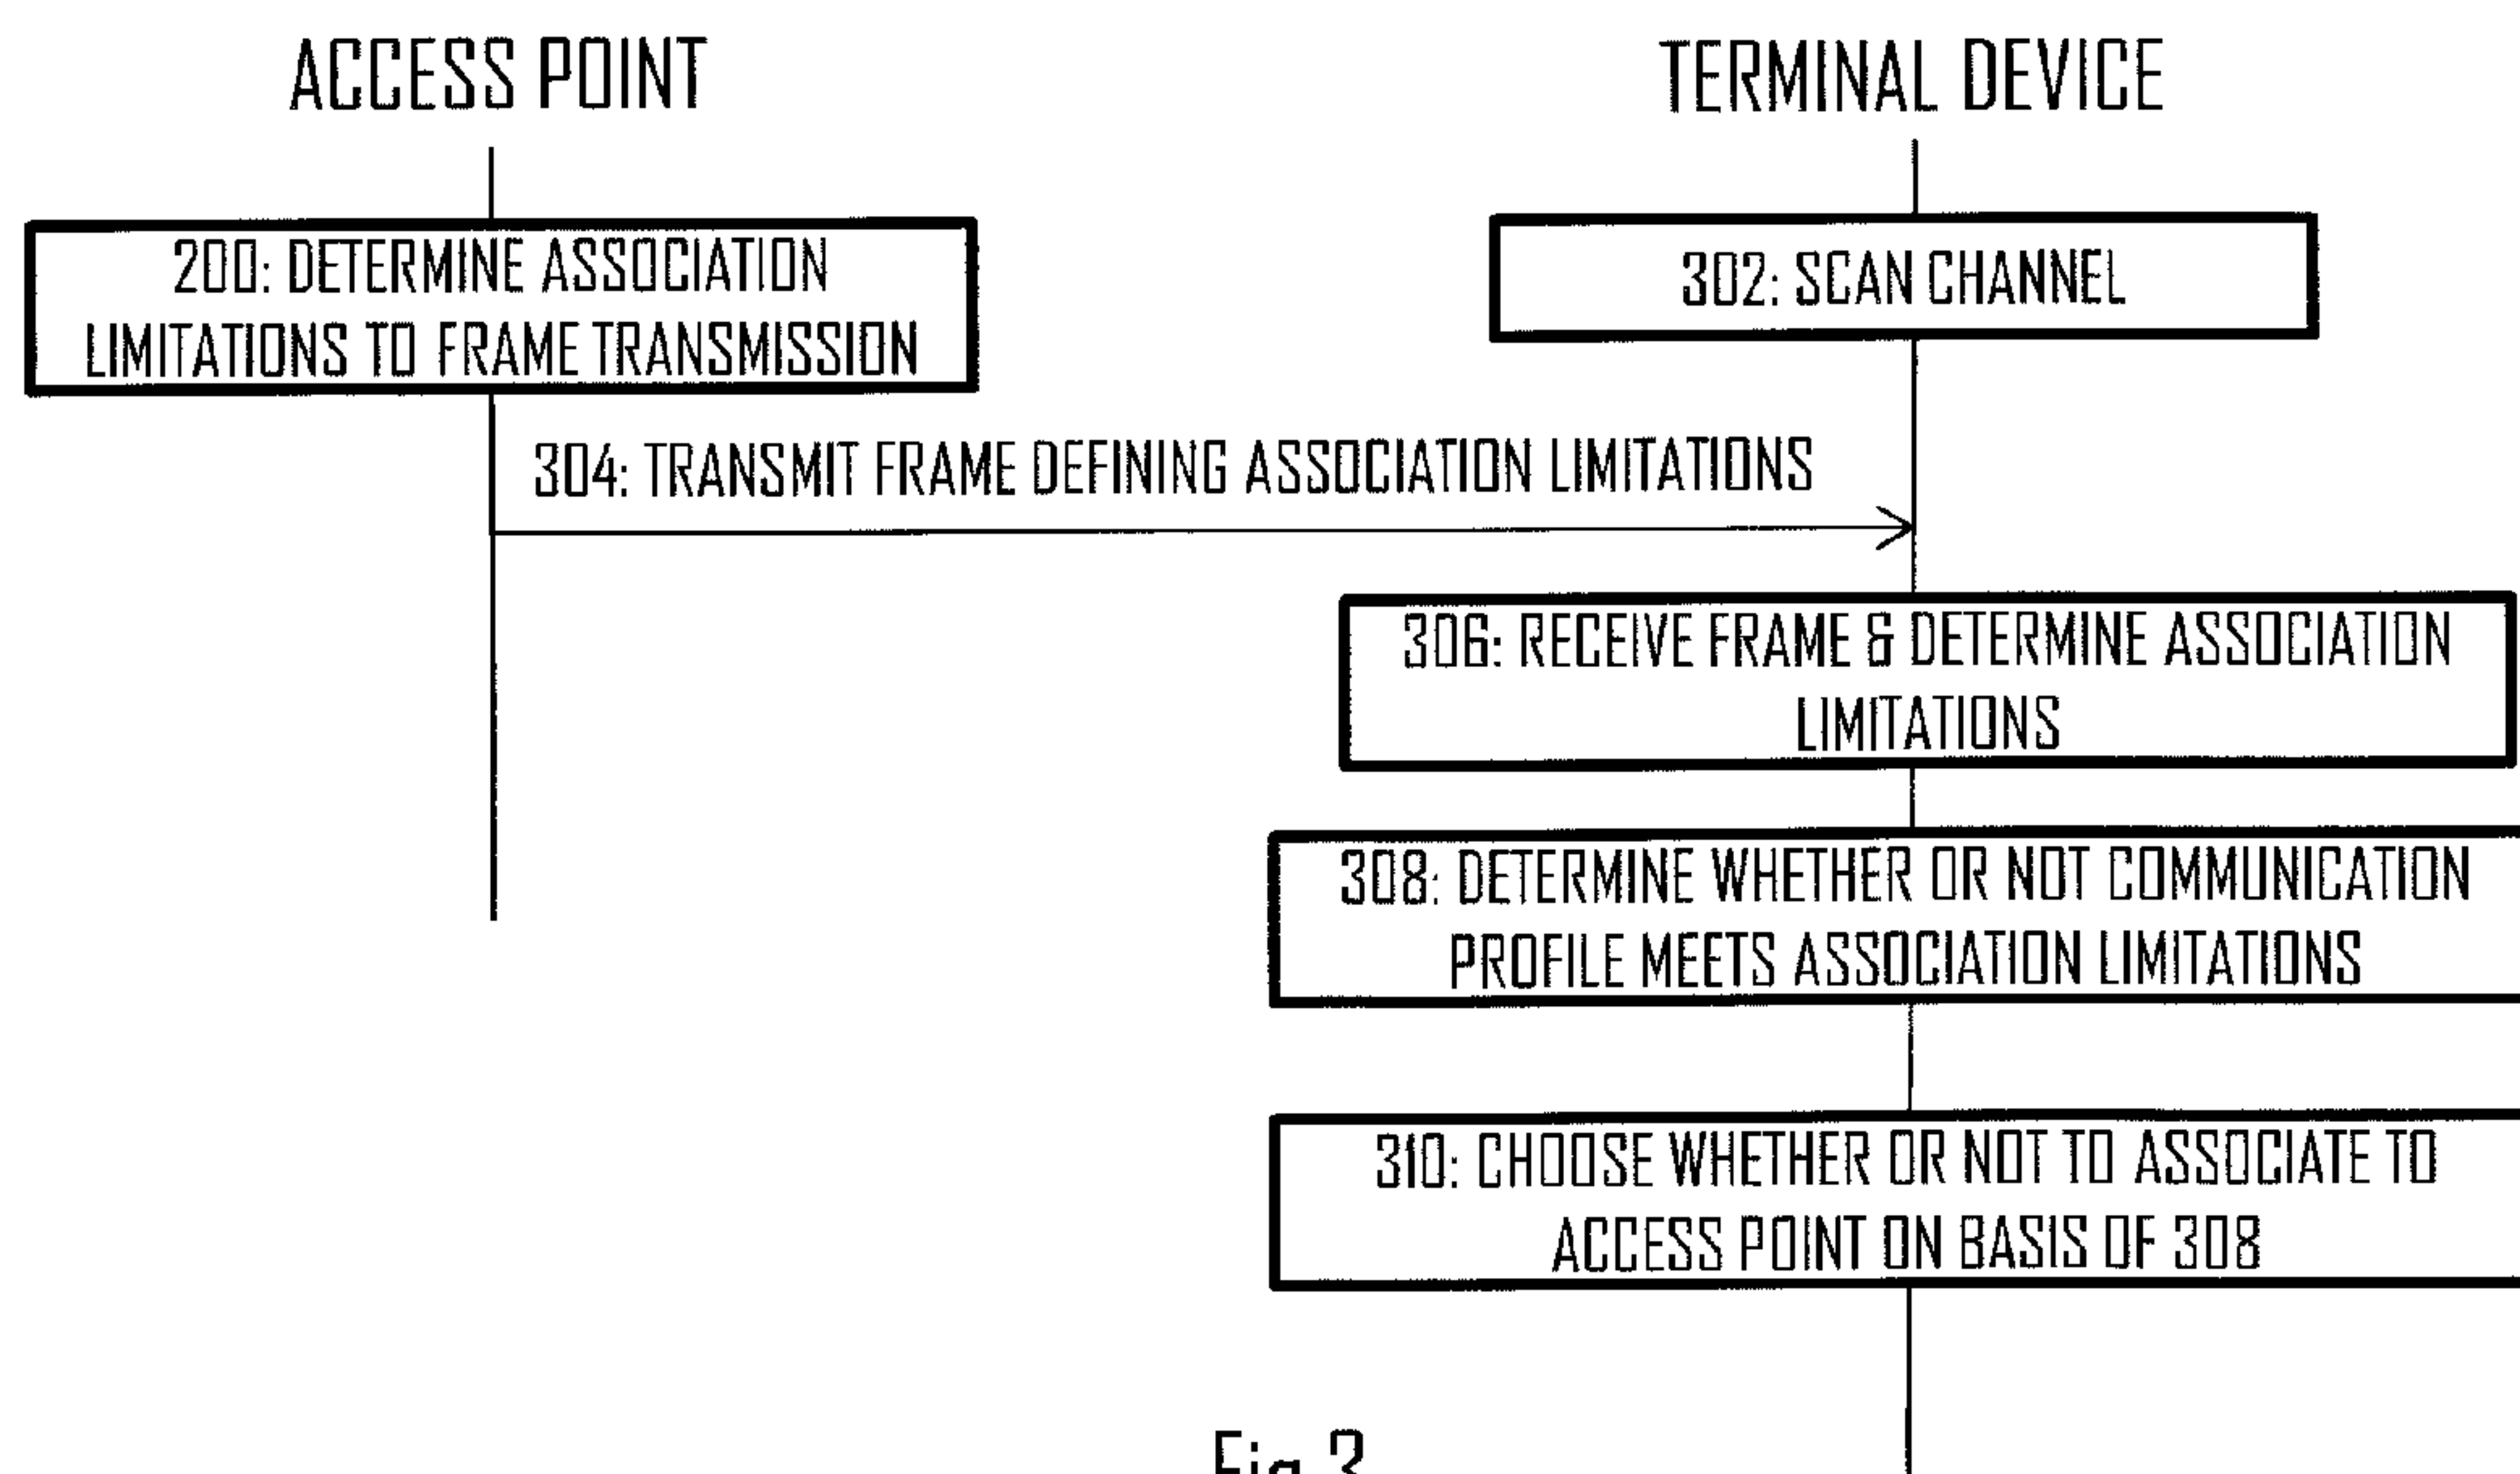 ACCESS POINT
TERMINAL DEVICE
200: DETERMINE ASSOCIATION
LIMITATIONS TO FRAME TRANSMISSION
302: SCAN CHANNEL
304: TRANSMIT FRAME DEFINING ASSOCIATION LIMITATIONS
306: RECEIVE FRAME & DETERMINE ASSOCIATION
LIMITATIONS
308: DETERMINE WHETHER OR NOT COMMUNICATION
PROFILE MEETS ASSOCIATION LIMITATIONS
310: CHOOSE WHETHER OR NOT TO ASSOCIATE TO
ACCESS POINT ON BASIS OF 308
Fig 3